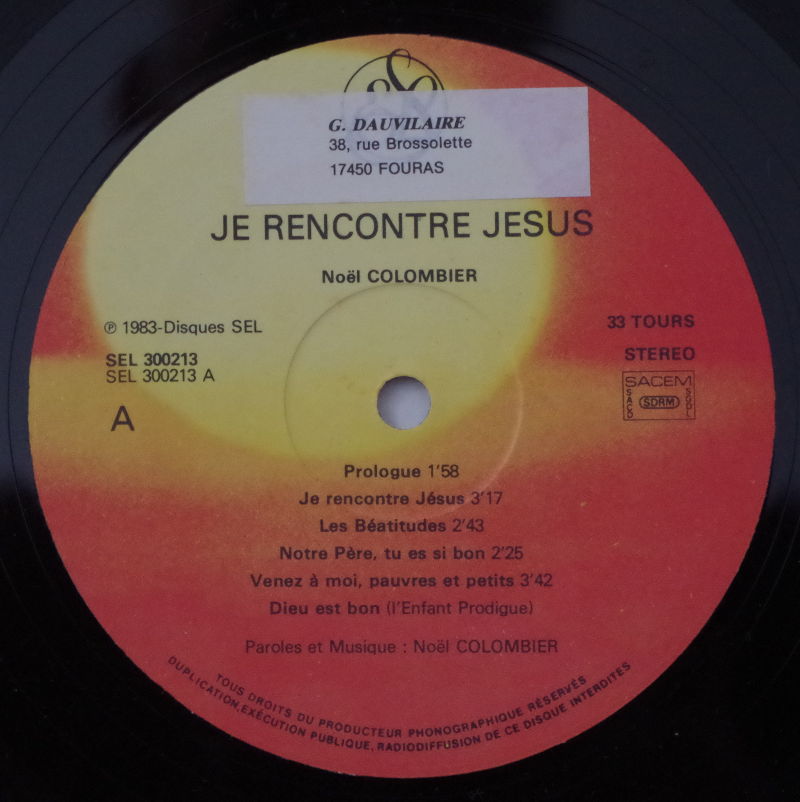 G. DAUVILAIRE
38, rue Brossolette
17450 FOURAS
JE RENCONTRE JESUS
Noël COLOMBIER
℗ 1983-Disques SEL
SEL 300213
SEL 300213 A
A
33 TOURS
STEREO
SACEM
SACD
SDRM
SGDL
Prologue 1'58
Je rencontre Jésus 3'17
Les Béatitudes 2'43
Notre Père, tu es si bon 2'25
Venez à moi, pauvres et petits 3'42
Dieu est bon (l'Enfant Prodigue)
Paroles et Musique : Noël COLOMBIER
TOUS DROITS DU PRODUCTEUR PHONOGRAPHIQUE RÉSERVÉS
DUPLICATION, EXÉCUTION PUBLIQUE, RADIODIFFUSION DE CE DISQUE INTERDITES